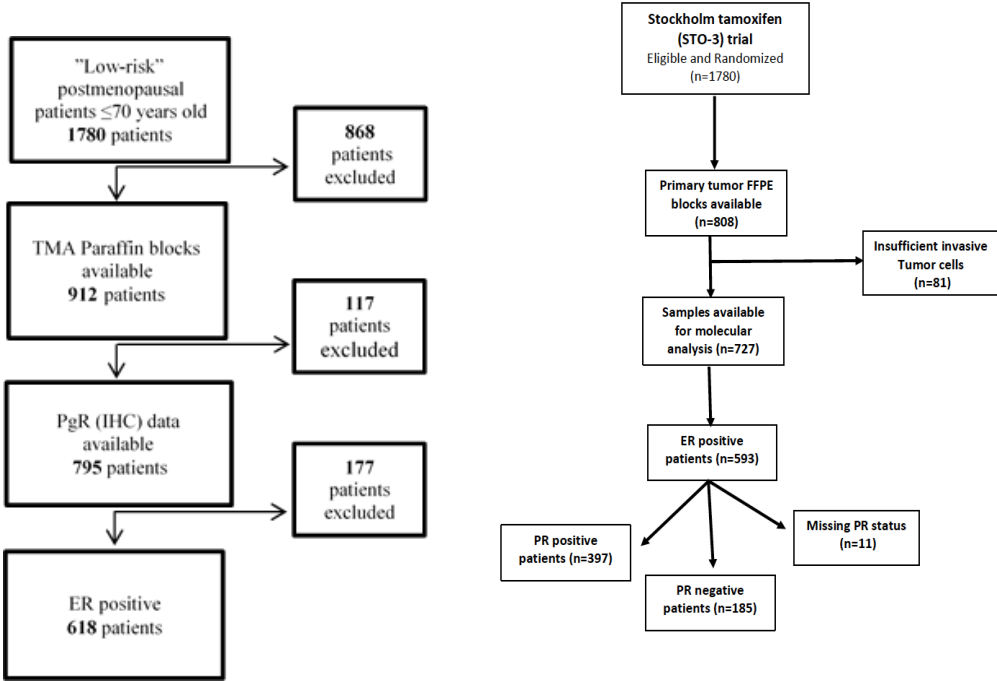 ”Low-risk”
postmenopausal
patients ≤70 years old
1780 patients
868
patients
excluded
TMA Paraffin blocks
available
912 patients
117
patients
excluded
PgR (IHC) data
available
795 patients
177
patients
excluded
ER positive
618 patients
Stockholm tamoxifen
(STO-3) trial
Eligible and Randomized
(n=1780)
Primary tumor FFPE
blocks available
(n=808)
Insufficient invasive
Tumor cells
(n=81)
Samples available
for molecular
analysis (n=727)
ER positive
patients (n=593)
PR positive
patients (n=397)
PR negative
patients (n=185)
Missing PR status
(n=11)